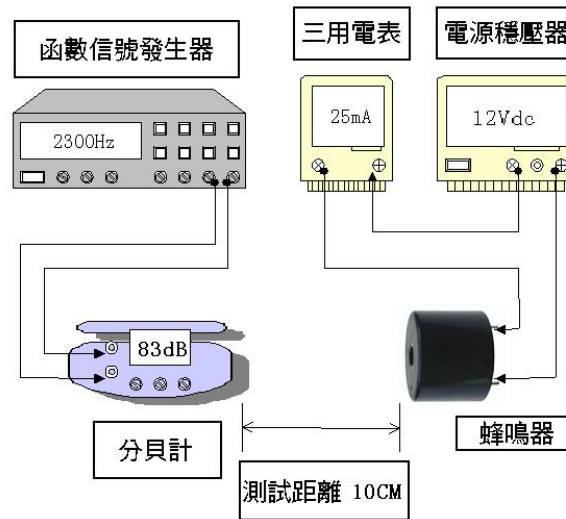 函數信號發生器
三用電表
電源穩壓器
2300Hz
25mA
12Vdc
83dB
分貝計
蜂鳴器
測試距離 10CM